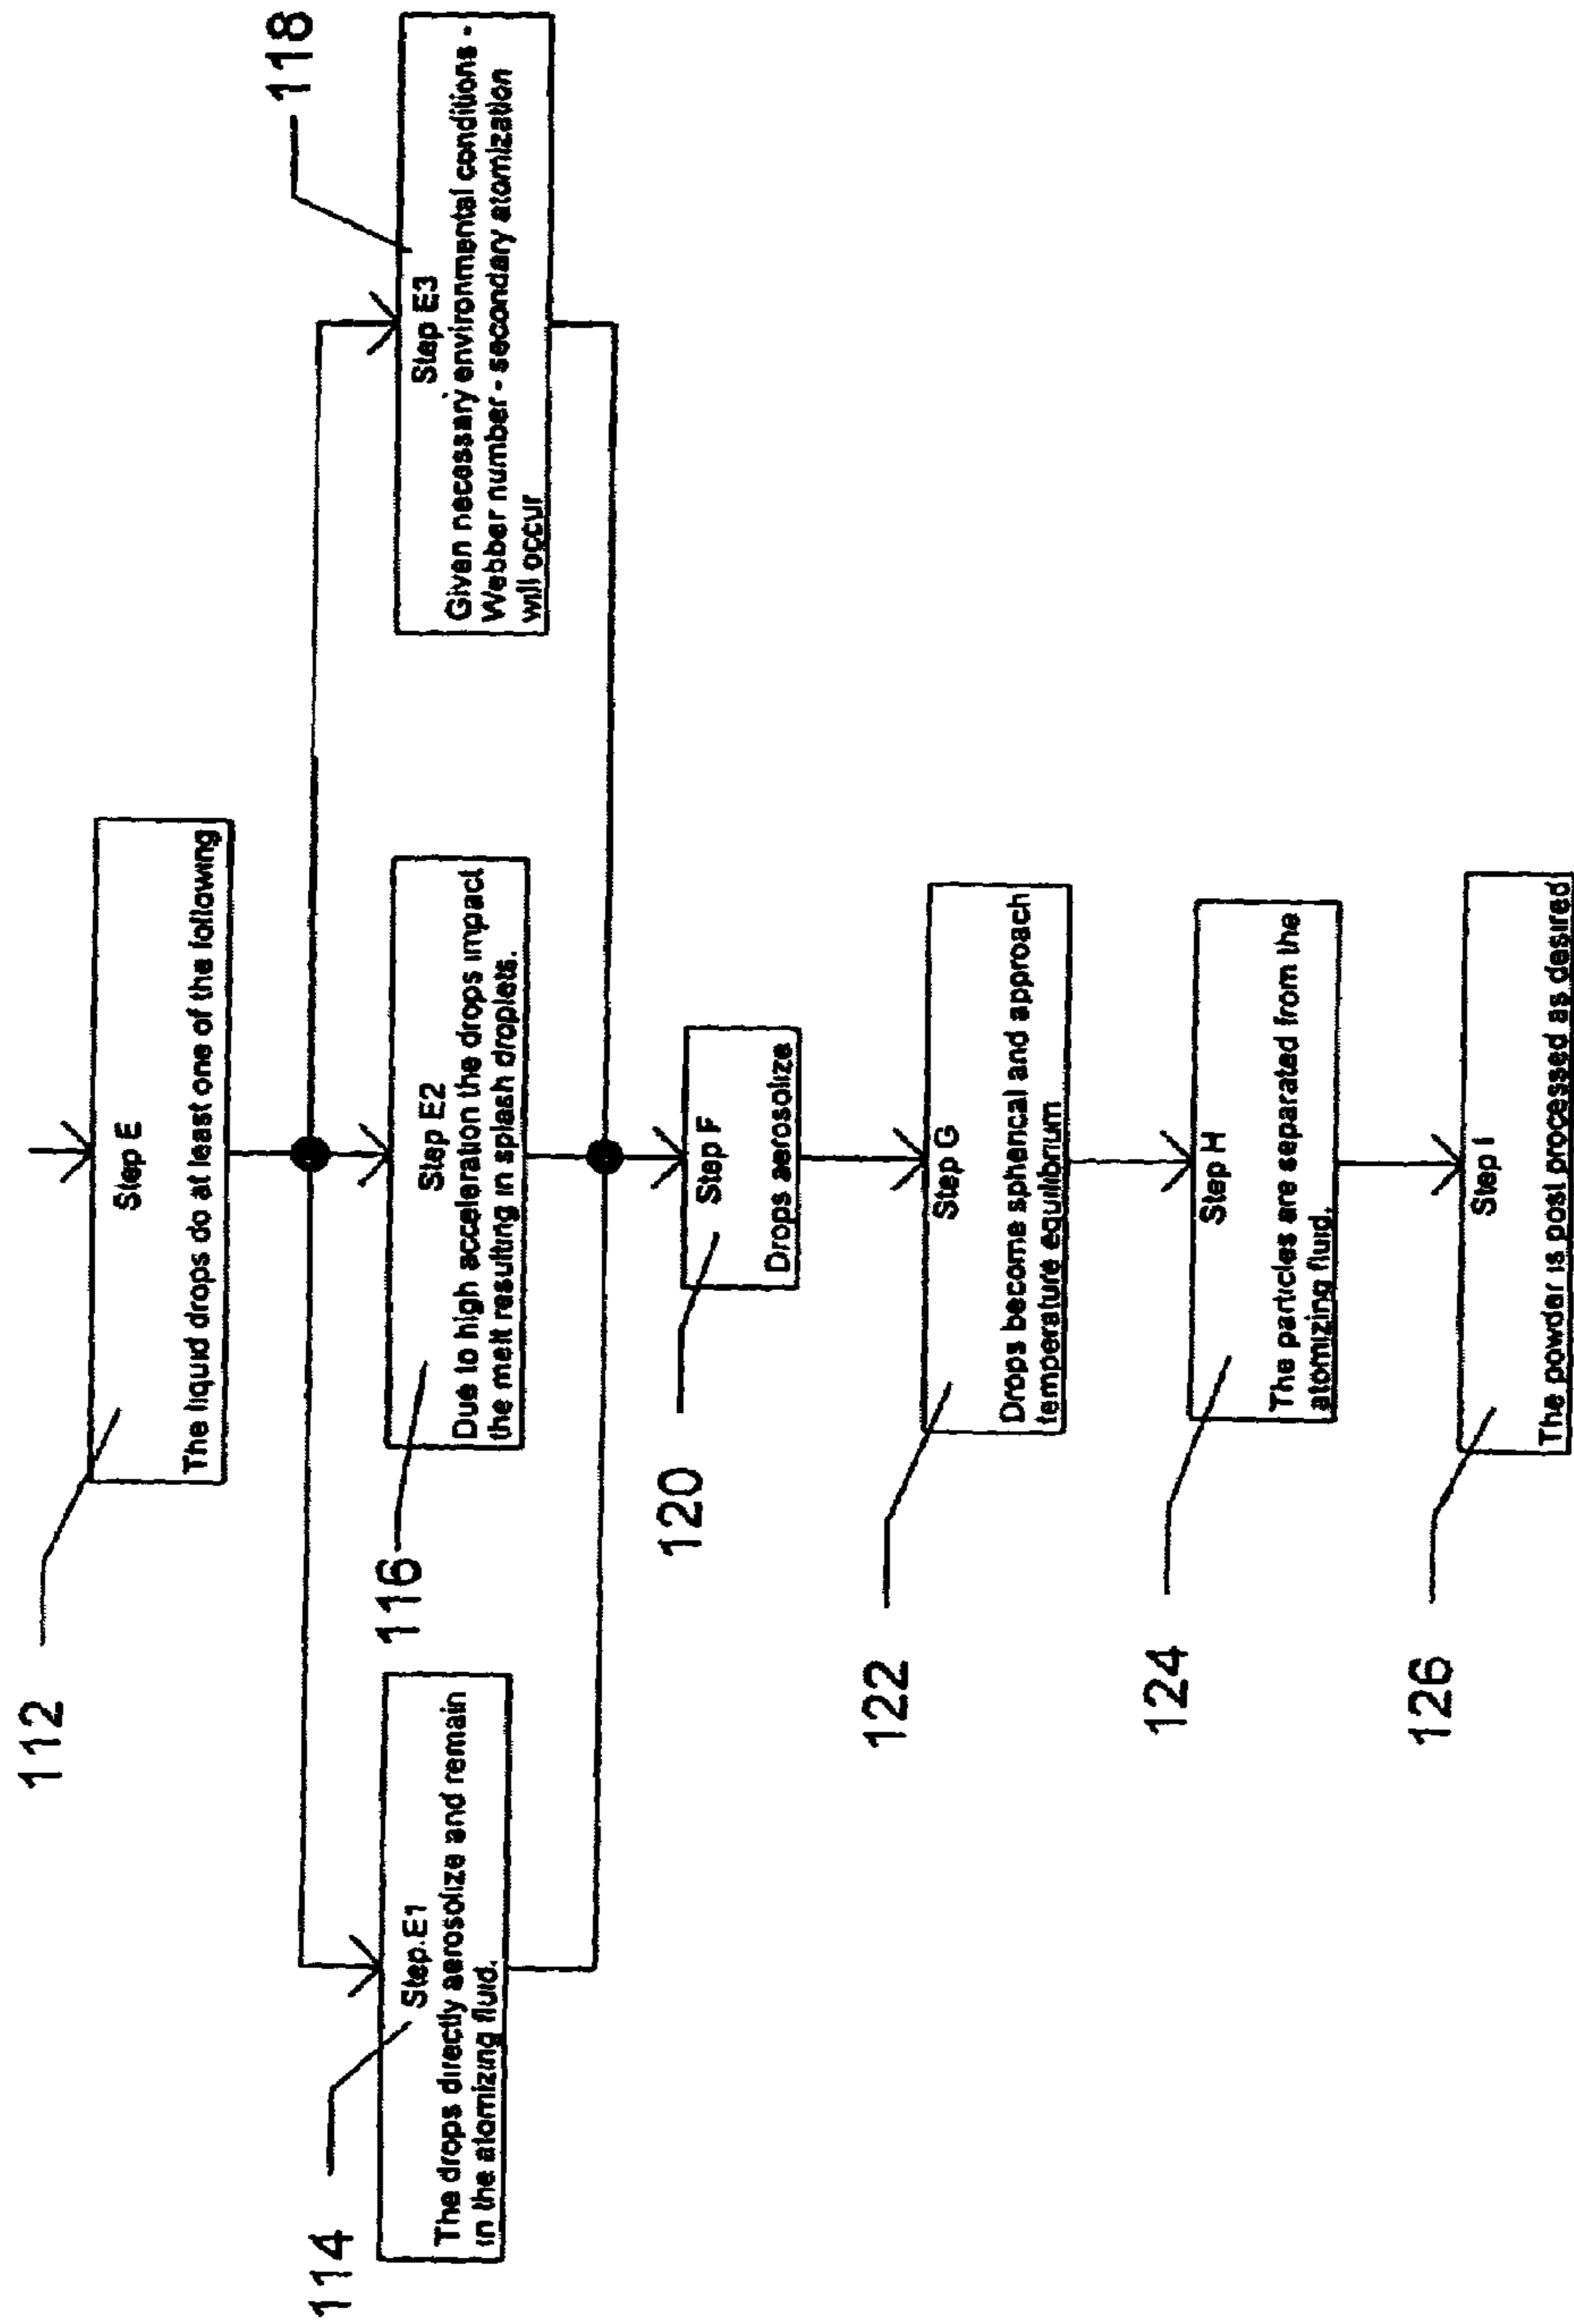 112
Step E
The liquid drops do at least one of the following
114
Step E1
The drops directly aerosolize and remain
in the atomizing fluid.
116
Step E2
Due to high acceleration the drops impact
the melt resulting in splash droplets.
118
Step E3
Given necessary environmental conditions -
Webber number - secondary atomization
will occur
120
Step F
Drops aerosolize
122
Step G
Drops become spherical and approach
temperature equilibrium
124
Step H
The particles are separated from the
atomizing fluid.
126
Step I
The powder is post processed as desired